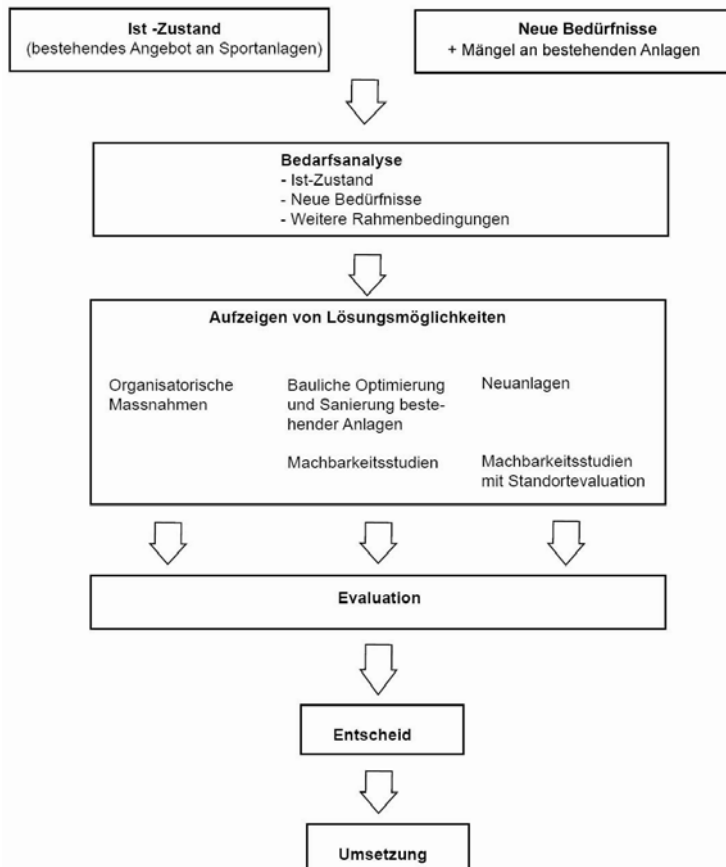 Ist -Zustand
(bestehendes Angebot an Sportanlagen)
Neue Bedürfnisse
+ Mängel an bestehenden Anlagen
Bedarfsanalyse
- Ist-Zustand
- Neue Bedürfnisse
- Weitere Rahmenbedingungen
Aufzeigen von Lösungsmöglichkeiten
Organisatorische
Massnahmen
Bauliche Optimierung
und Sanierung beste-
hender Anlagen
Machbarkeitsstudien
Neuanlagen
Machbarkeitsstudien
mit Standortevaluation
Evaluation
Entscheid
Umsetzung